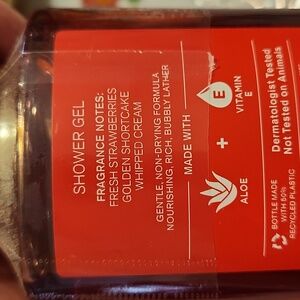 SHOWER GEL
FRAGRANCE NOTES:
FRESH STRAWBERRIES
GOLDEN SHORTCAKE
WHIPPED CREAM
GENTLE, NON-DRYING FORMULA
NOURISHING, RICH, BUBBLY LATHER
MADE WITH
ALOE
+
E
VITAMIN
E
Dermatologist Tested
Not Tested on Animals
BOTTLE MADE
WITH 50%
RECYCLED PLASTIC